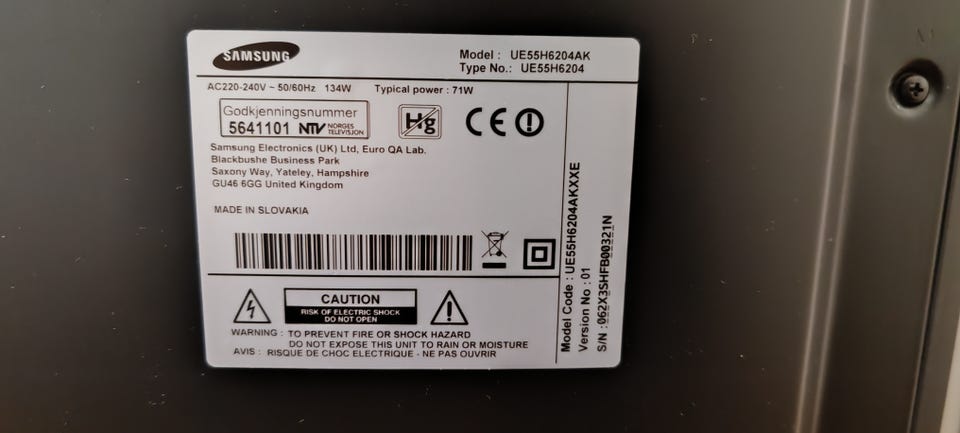 SAMSUNG
Model : UE55H6204AK
Type No.: UE55H6204
AC220-240V ~ 50/60Hz 134W Typical power : 71W
Godkjenningsnummer
5641101 NTV NORGES TELEVISJON
Hg
CE
Samsung Electronics (UK) Ltd, Euro QA Lab.
Blackbushe Business Park
Saxony Way, Yateley, Hampshire
GU46 6GG United Kingdom
MADE IN SLOVAKIA
CAUTION
RISK OF ELECTRIC SHOCK
DO NOT OPEN
WARNING : TO PREVENT FIRE OR SHOCK HAZARD
DO NOT EXPOSE THIS UNIT TO RAIN OR MOISTURE
AVIS : RISQUE DE CHOC ELECTRIQUE - NE PAS OUVRIR
Model Code : UE55H6204AKXXE
Version No : 01
S/N : 062X3SHFB00321N